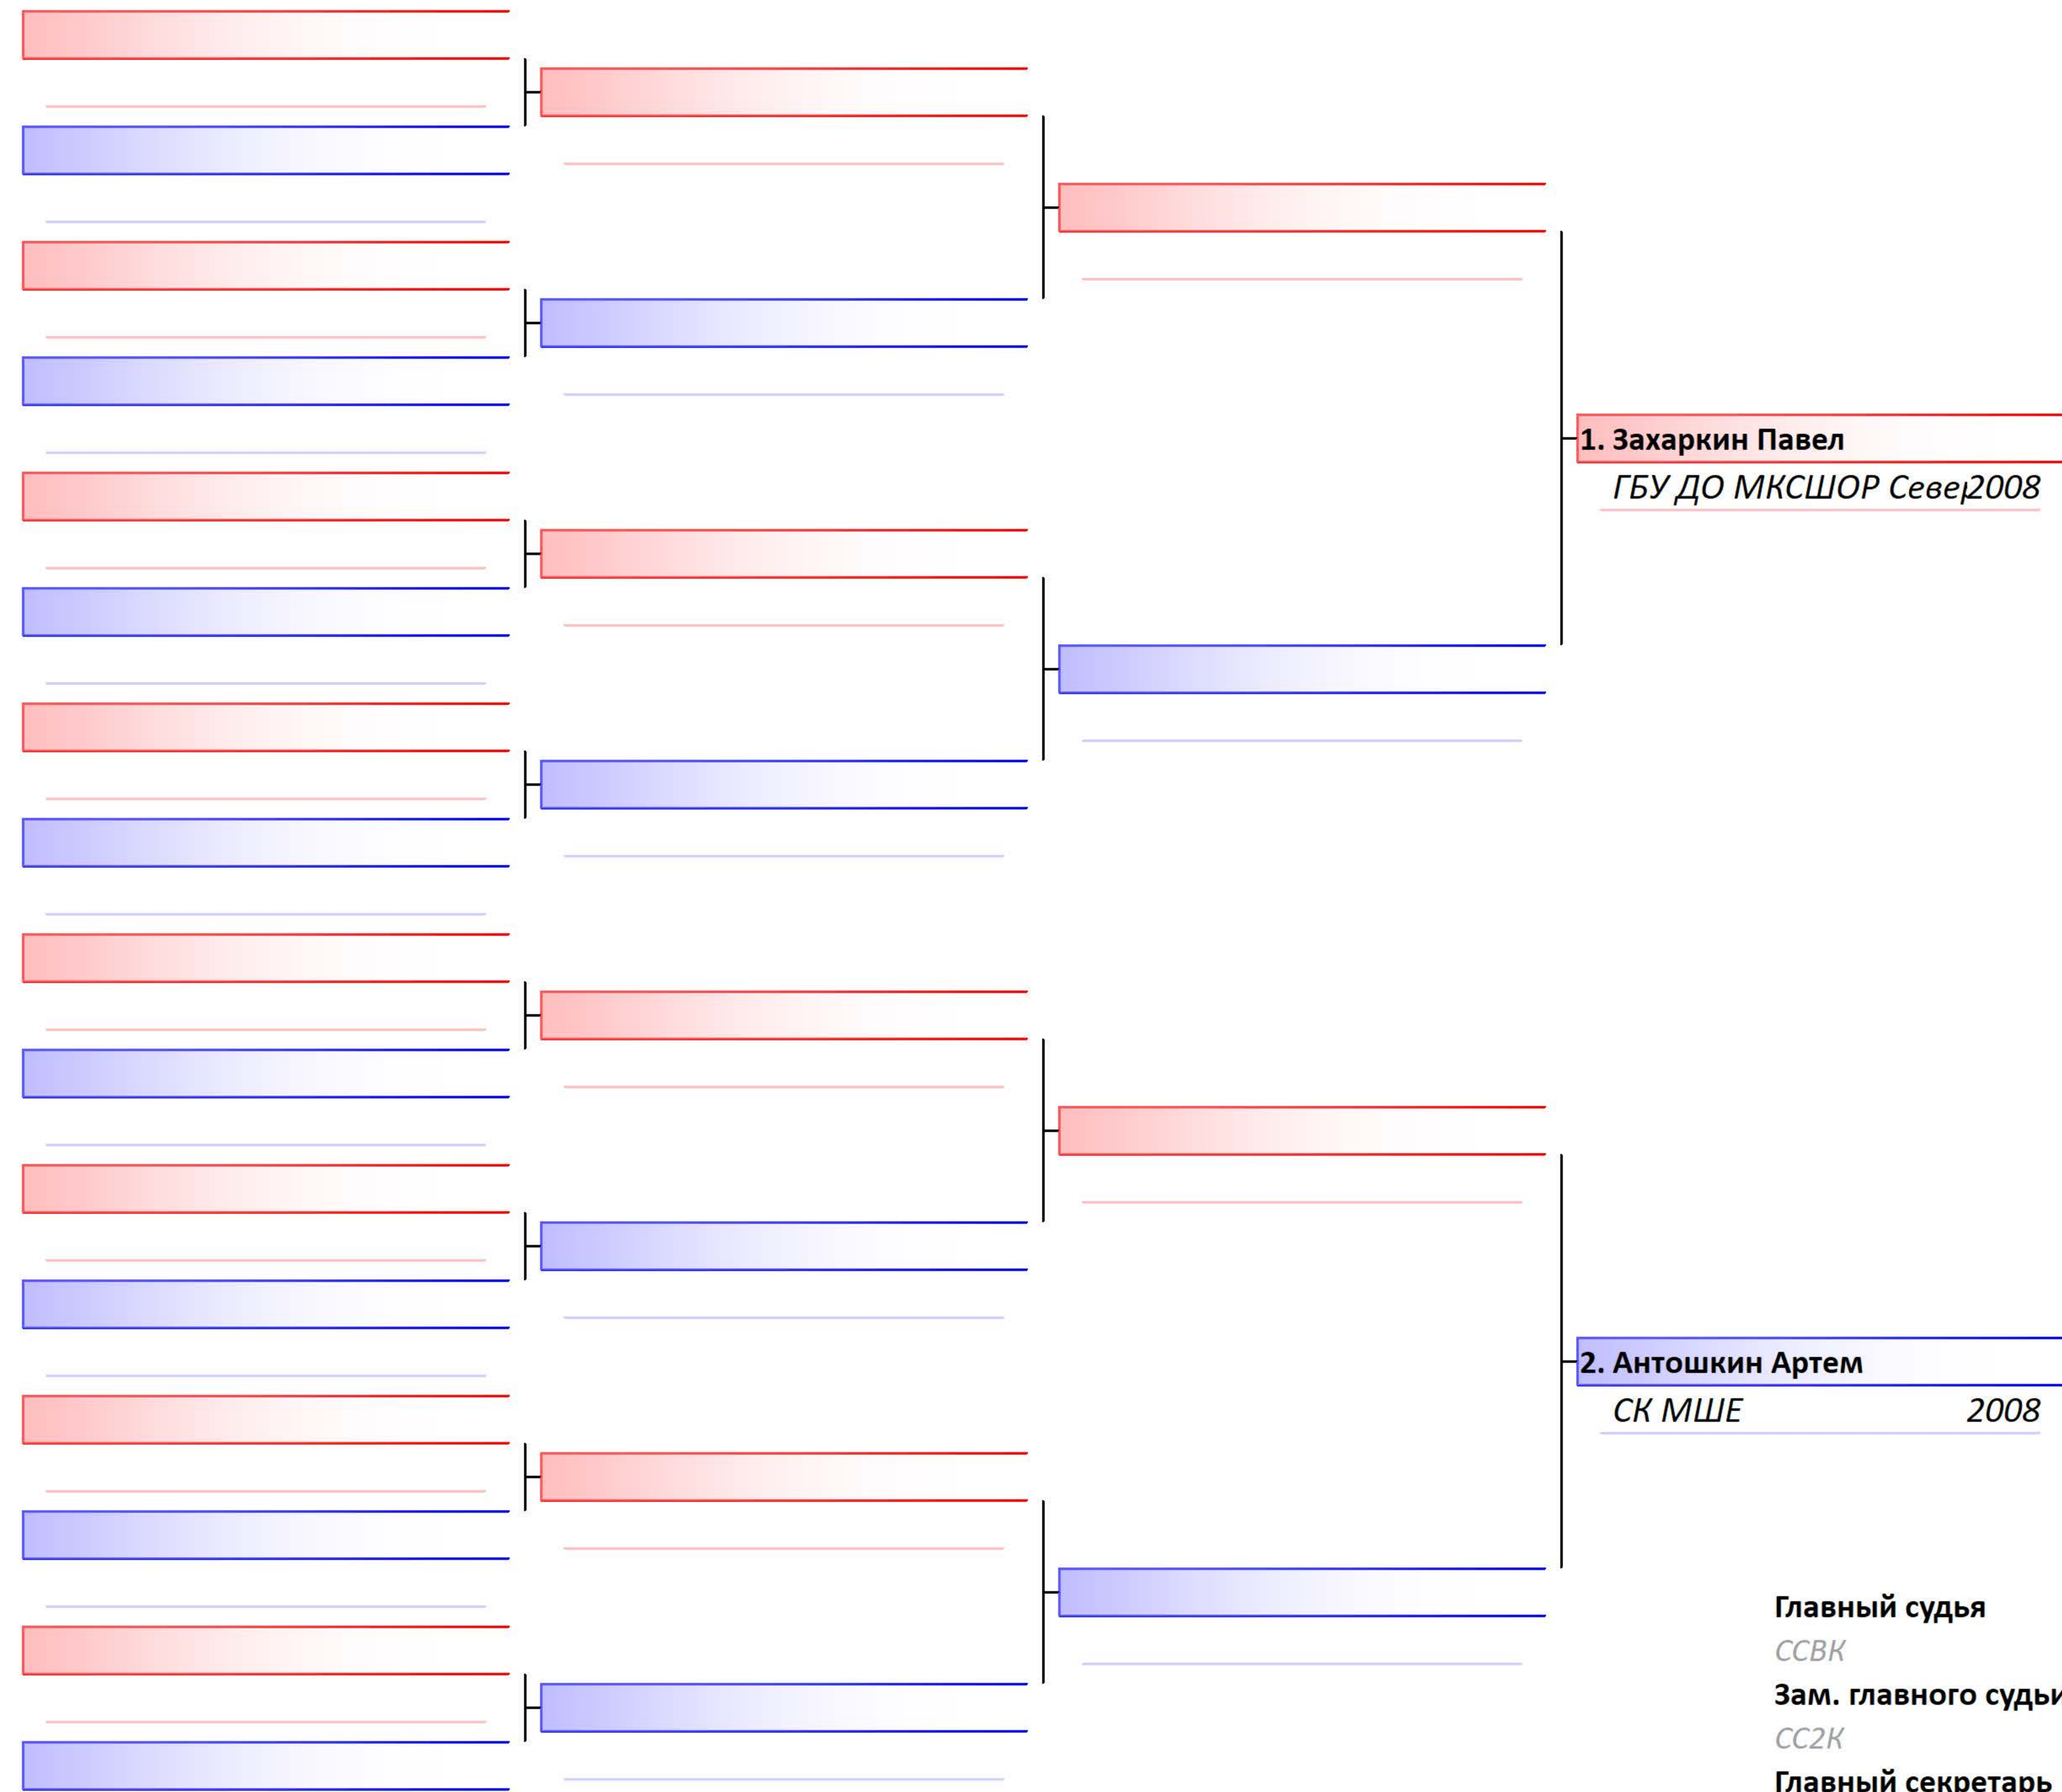 1. Захаркин Павел
ГБУ ДО МКСШОР Север 2008
2. Антошкин Артем
СК МШЕ 2008
Главный судья
ССВК
Зам. главного судьи
СС2К
Главный секретарь